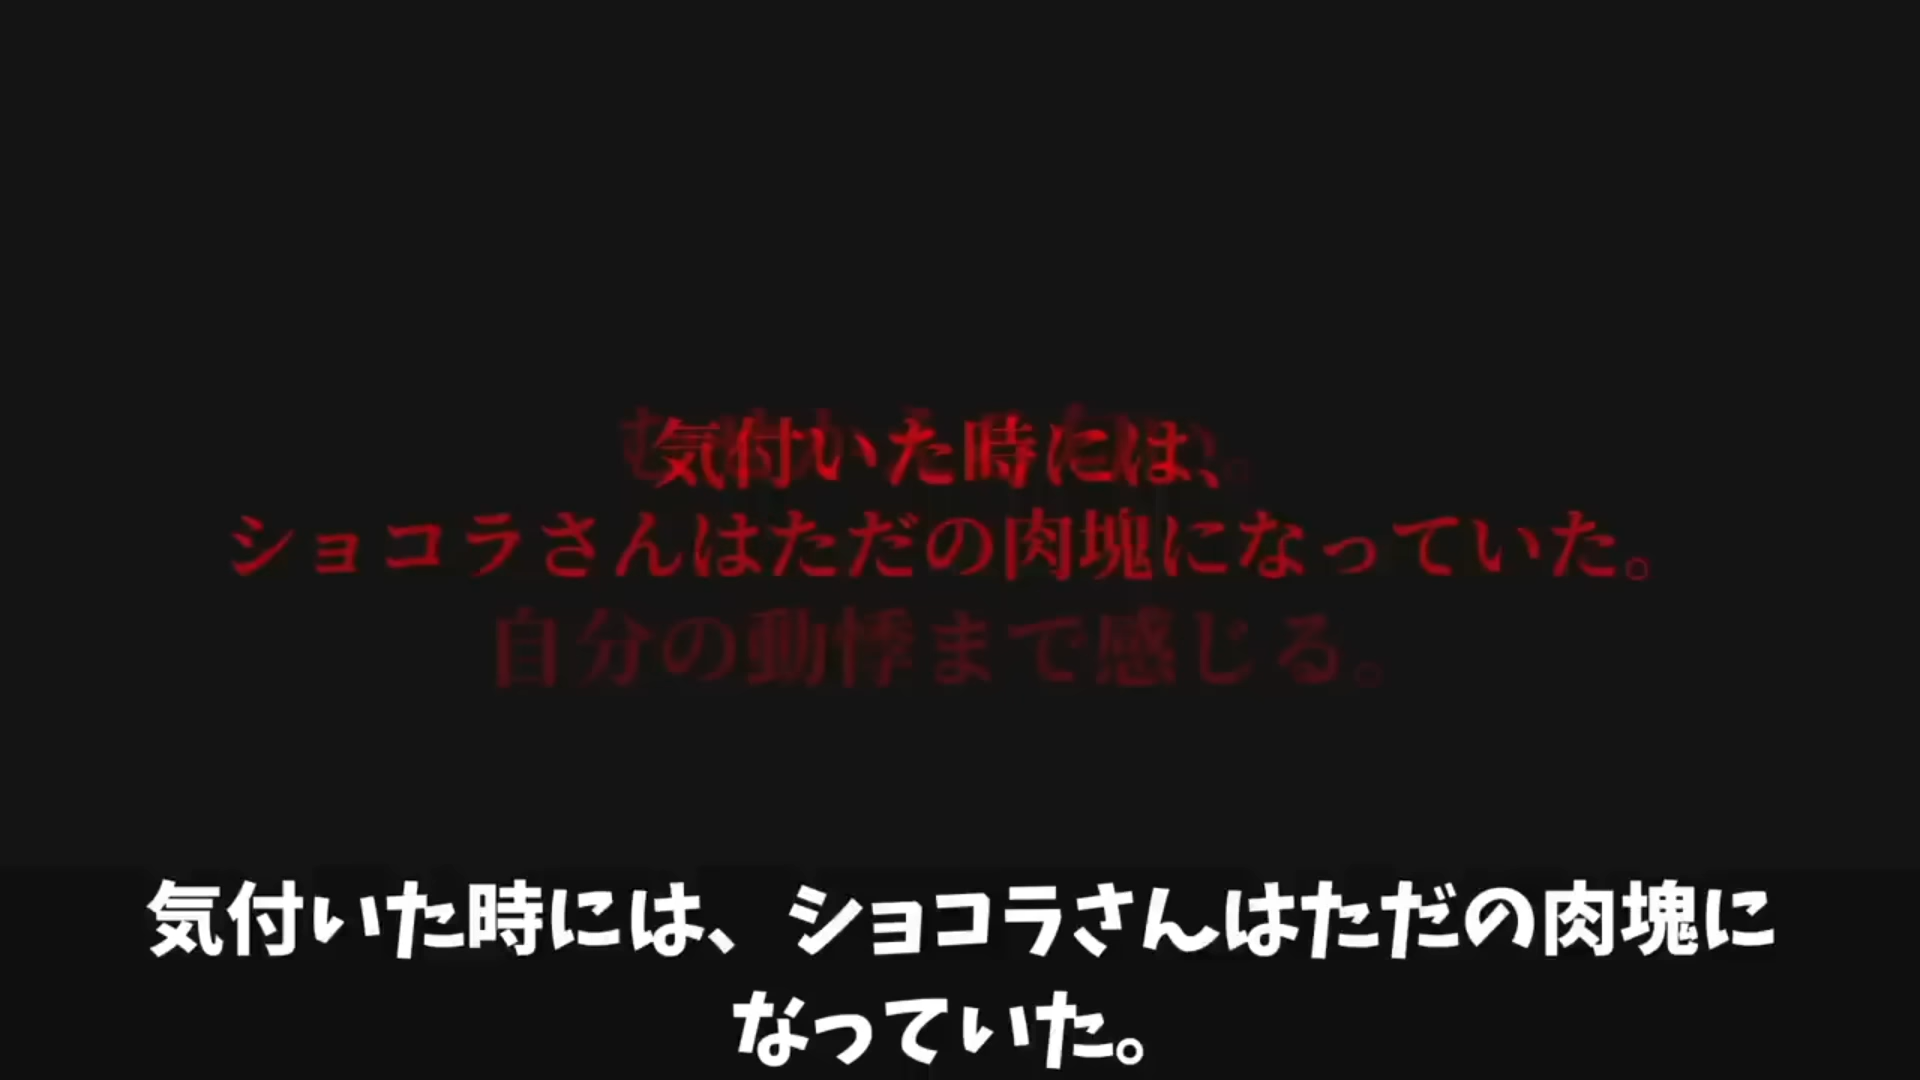 気付いた時には、
ショコラさんはただの肉塊になっていた。
自分の動悸まで感じる。
気付いた時には、ショコラさんはただの肉塊に
なっていた。